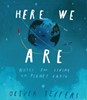 HERE WE
ARE
NOTES FOR LIVING
ON PLANET EARTH
OLIVER JEFFERS